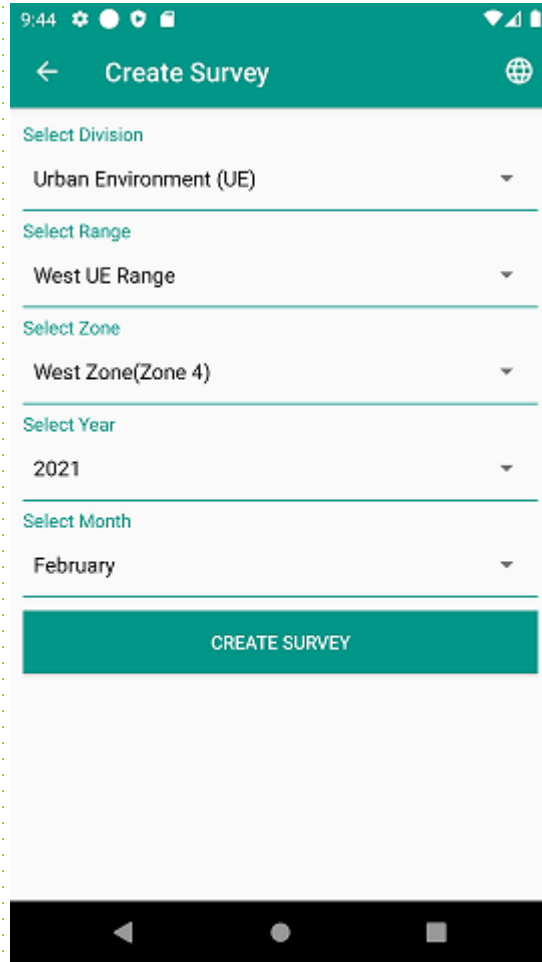 9:44
Create Survey
Select Division
Urban Environment (UE)
Select Range
West UE Range
Select Zone
West Zone(Zone 4)
Select Year
2021
Select Month
February
CREATE SURVEY